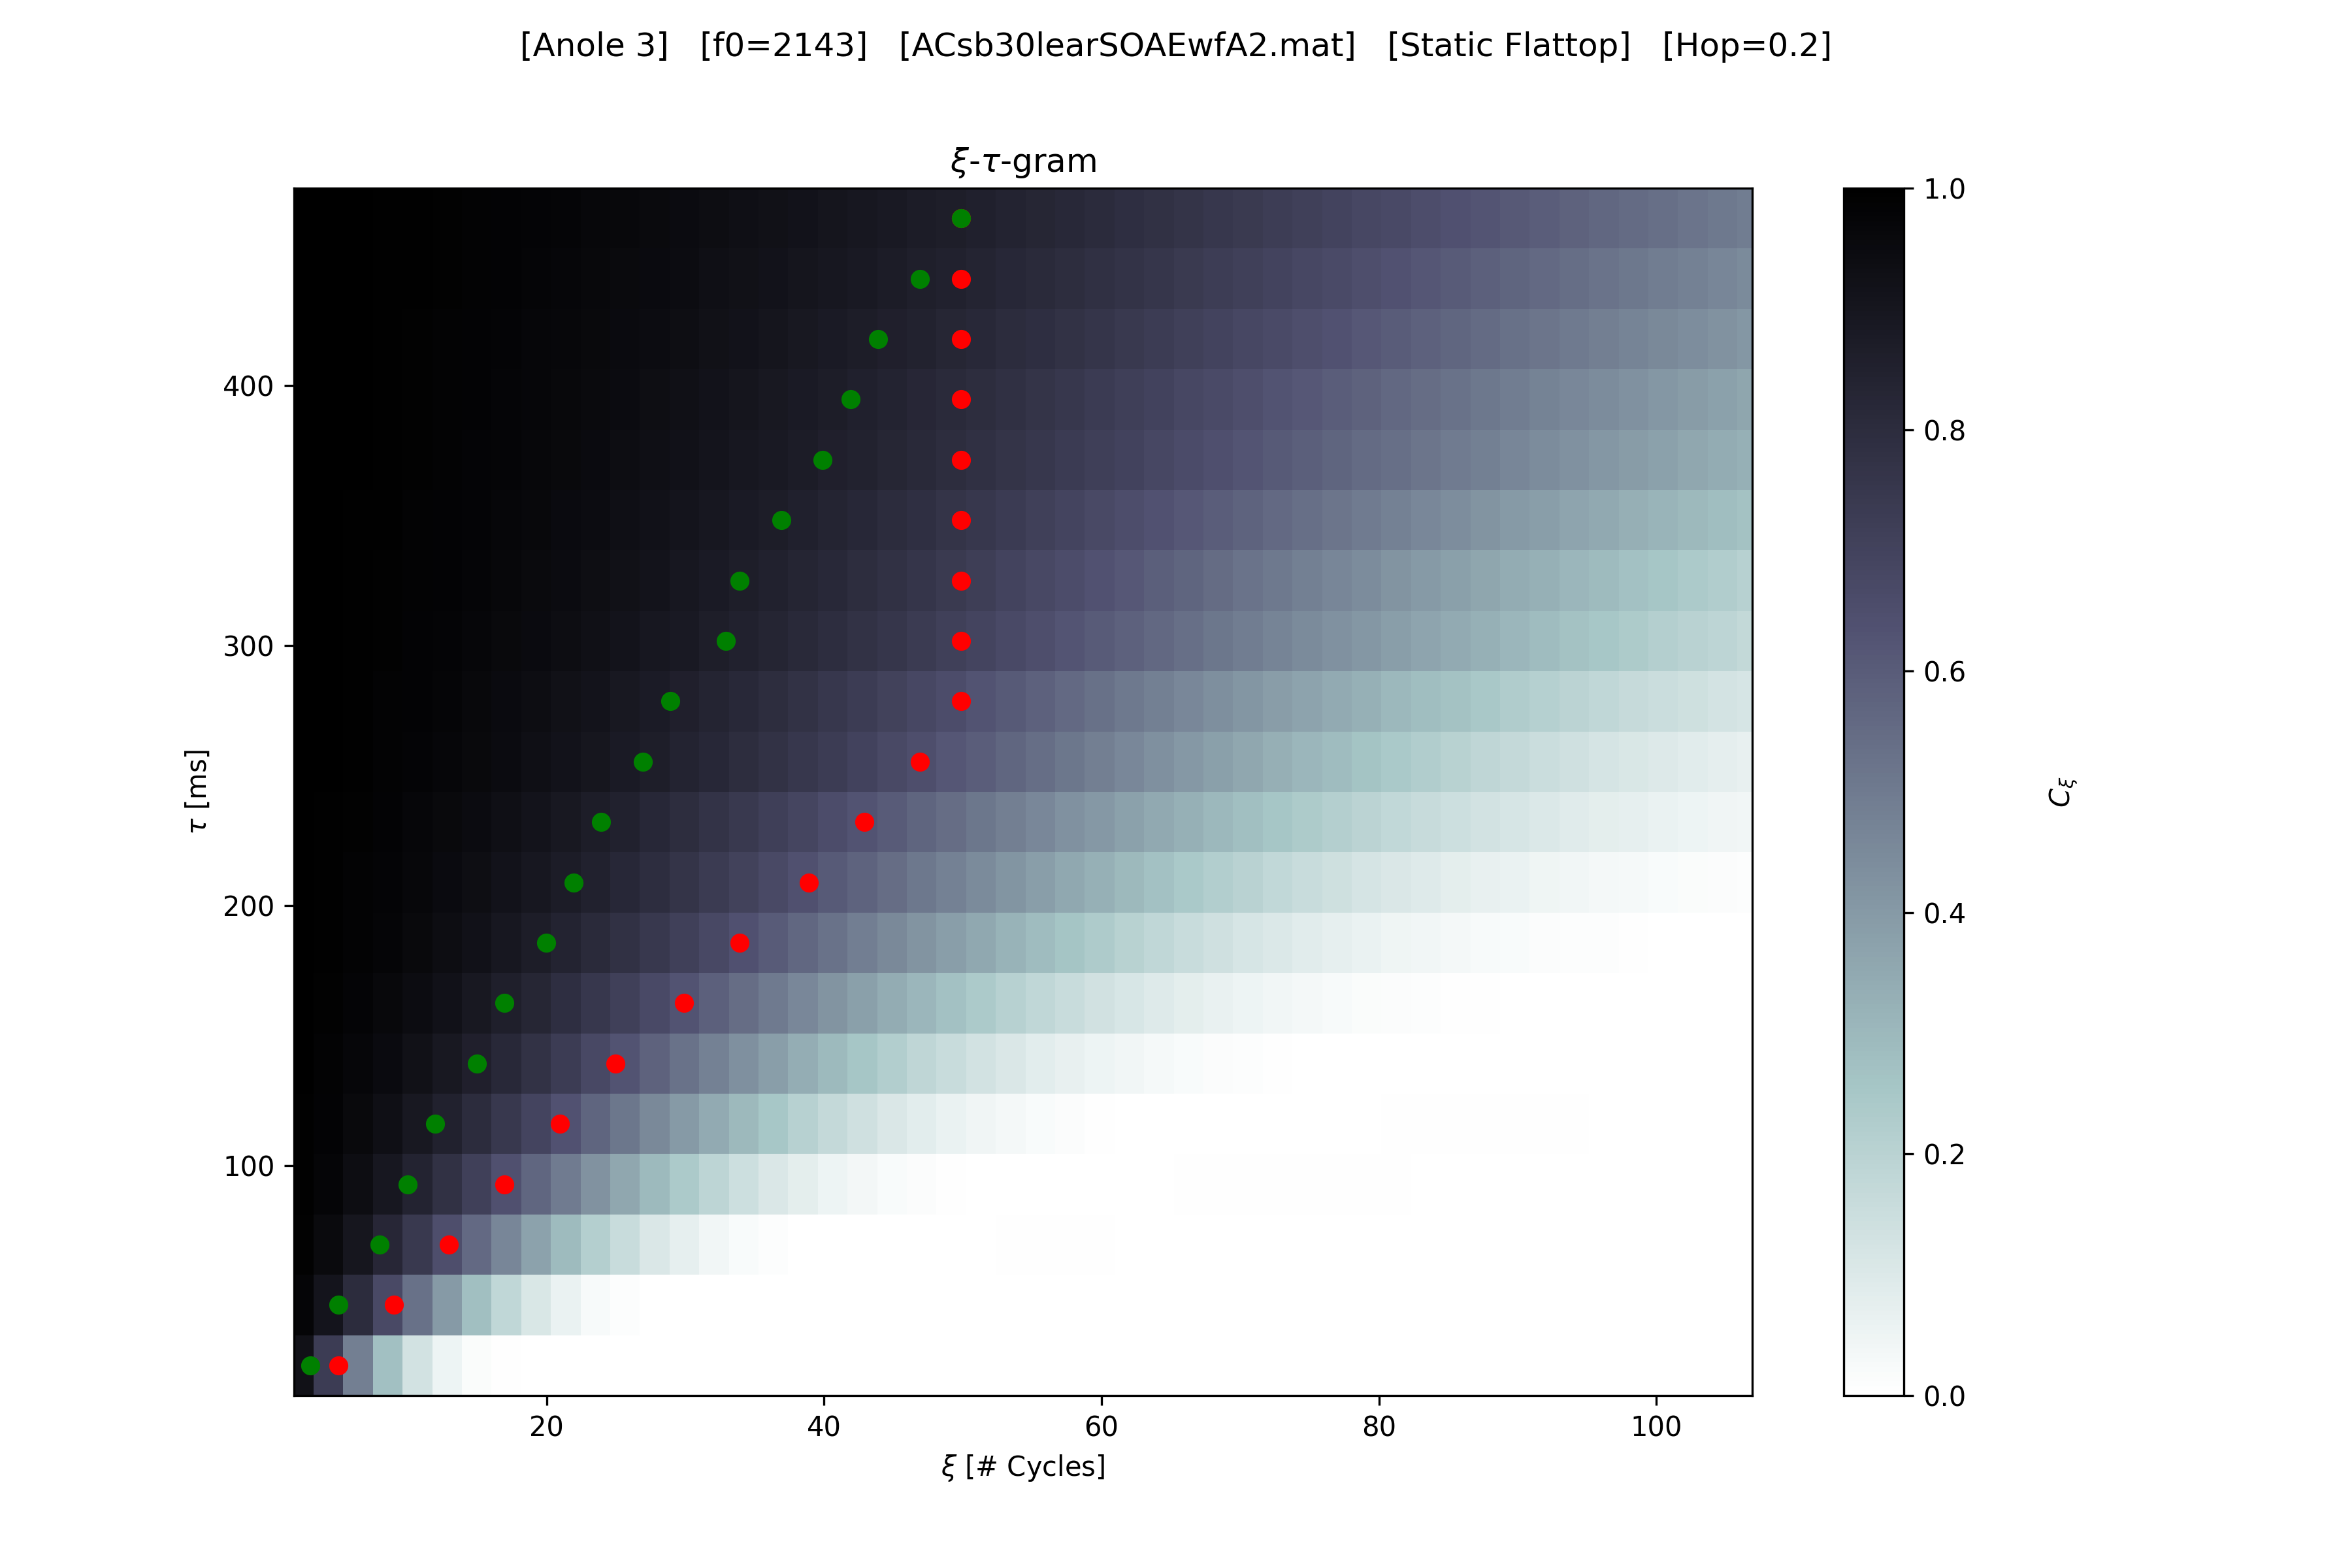 [Anole 3] [f0=2143] [ACsb30learSOAEwfA2.mat] [Static Flattop] [Hop=0.2]
ξ-τ-gram
τ [ms]
400
300
200
100
20 40 60 80 100
ξ [# Cycles]
1.0
0.8
0.6
0.4
0.2
0.0
Cξ